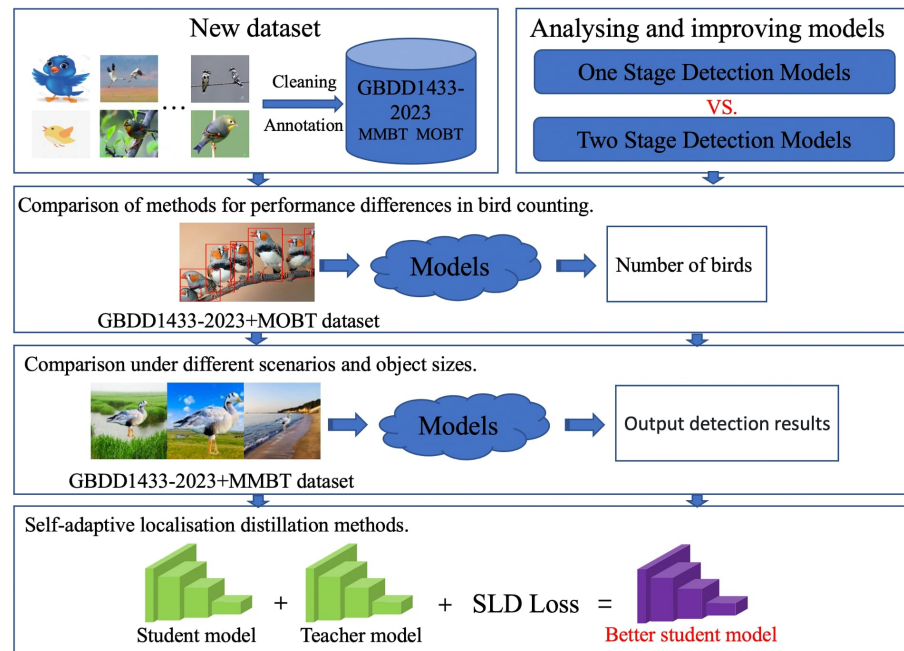 New dataset
Cleaning
Annotation
...
GBDD1433-
2023
MMBT MOBT
Analysing and improving models
One Stage Detection Models
VS.
Two Stage Detection Models
Comparison of methods for performance differences in bird counting.
Models
Number of birds
GBDD1433-2023+MOBT dataset
Comparison under different scenarios and object sizes.
Models
Output detection results
GBDD1433-2023+MMBT dataset
Self-adaptive localisation distillation methods.
+ + SLD Loss =
Student model
Teacher model
Better student model